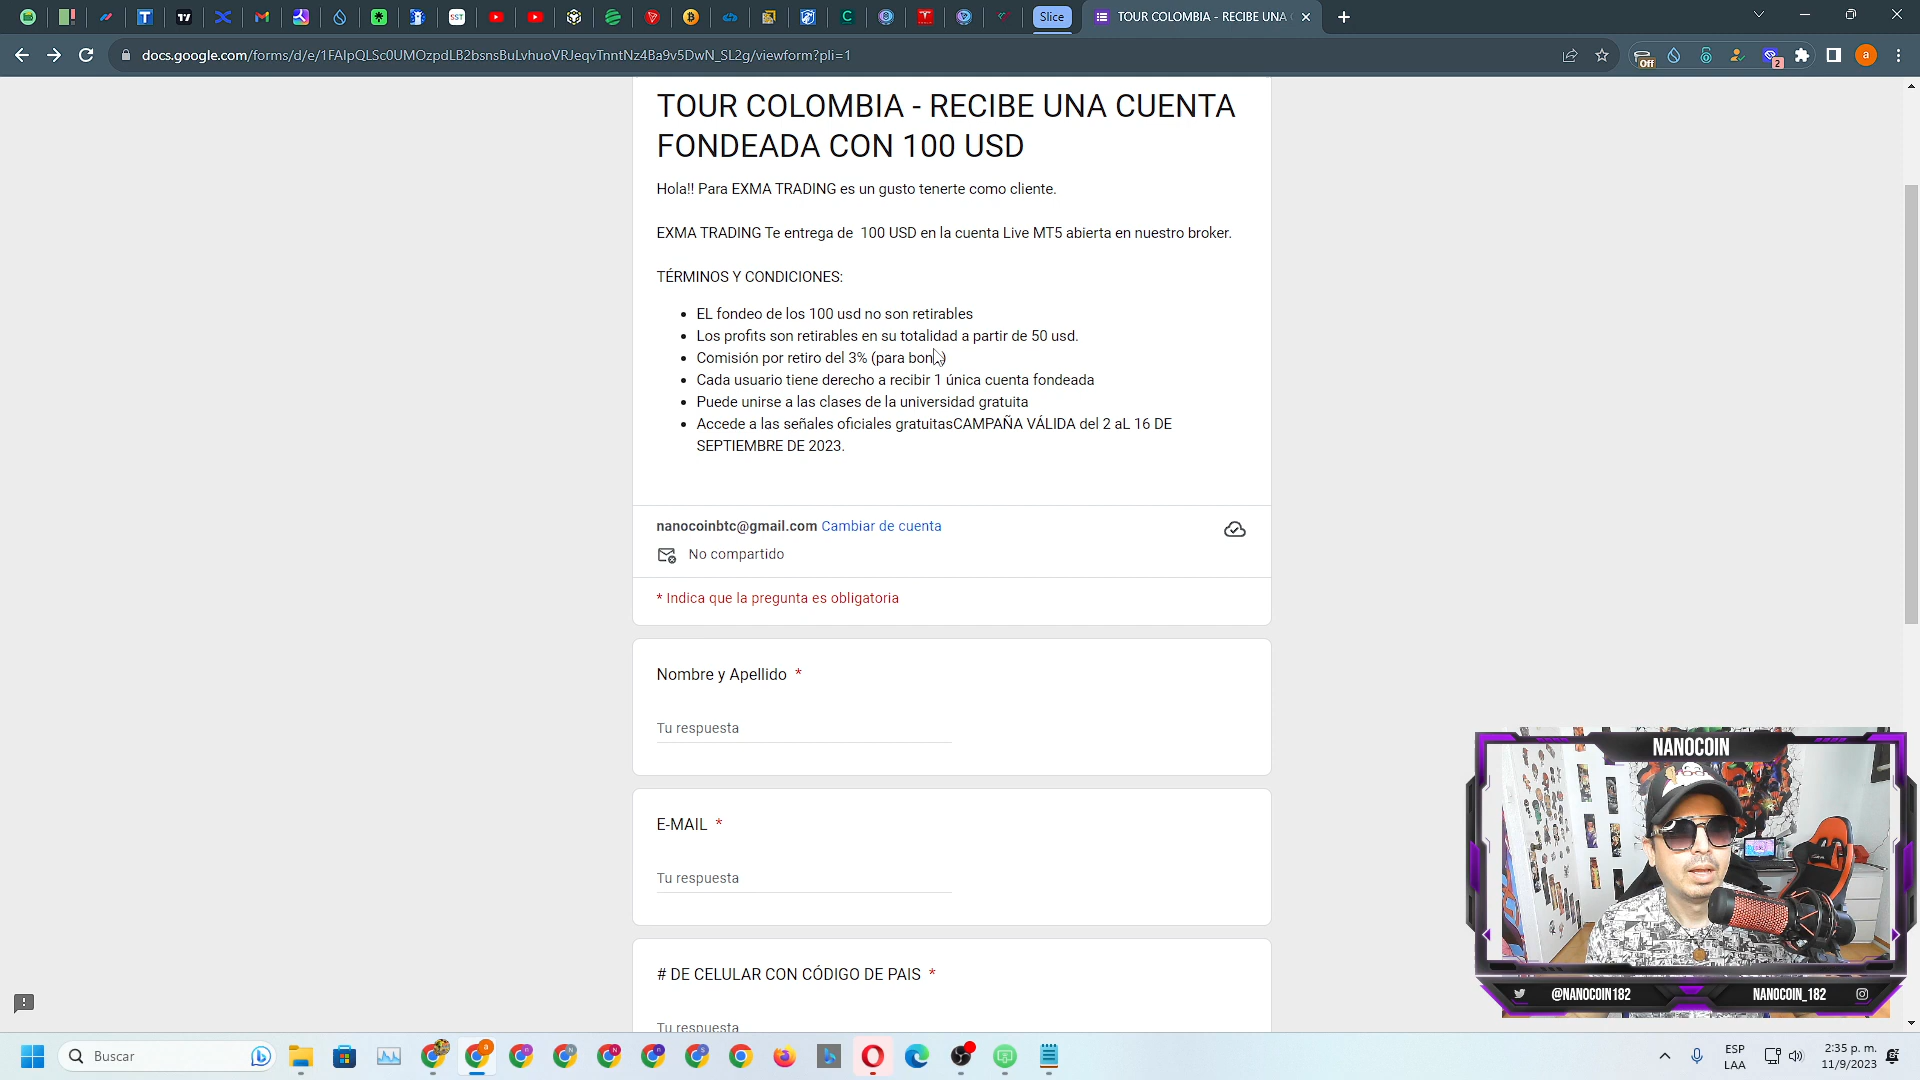 Slice
TOUR COLOMBIA - RECIBE UNA
docs.google.com/forms/d/e/1FAIpQLSc0UMOzpdLB2bsnsBuLvhuoVRJeqvTnntNz4Ba9v5DwN_SL2g/viewform?pli=1
TOUR COLOMBIA - RECIBE UNA CUENTA
FONDEADA CON 100 USD
Hola!! Para EXMA TRADING es un gusto tenerte como cliente.
EXMA TRADING Te entrega de 100 USD en la cuenta Live MT5 abierta en nuestro broker.
TÉRMINOS Y CONDICIONES:
EL fondeo de los 100 usd no son retirables
Los profits son retirables en su totalidad a partir de 50 usd.
Comisión por retiro del 3% (para bono)
Cada usuario tiene derecho a recibir 1 única cuenta fondeada
Puede unirse a las clases de la universidad gratuita
Accede a las señales oficiales gratuitasCAMPAÑA VÁLIDA del 2 aL 16 DE
SEPTIEMBRE DE 2023.
nanocoinbtc@gmail.com Cambiar de cuenta
No compartido
* Indica que la pregunta es obligatoria
Nombre y Apellido *
Tu respuesta
E-MAIL *
Tu respuesta
# DE CELULAR CON CÓDIGO DE PAIS *
Tu respuesta
NANOCOIN
@NANOCOIN182
NANOCOIN_182
Buscar
ESP
LAA
2:35 p. m.
11/9/2023